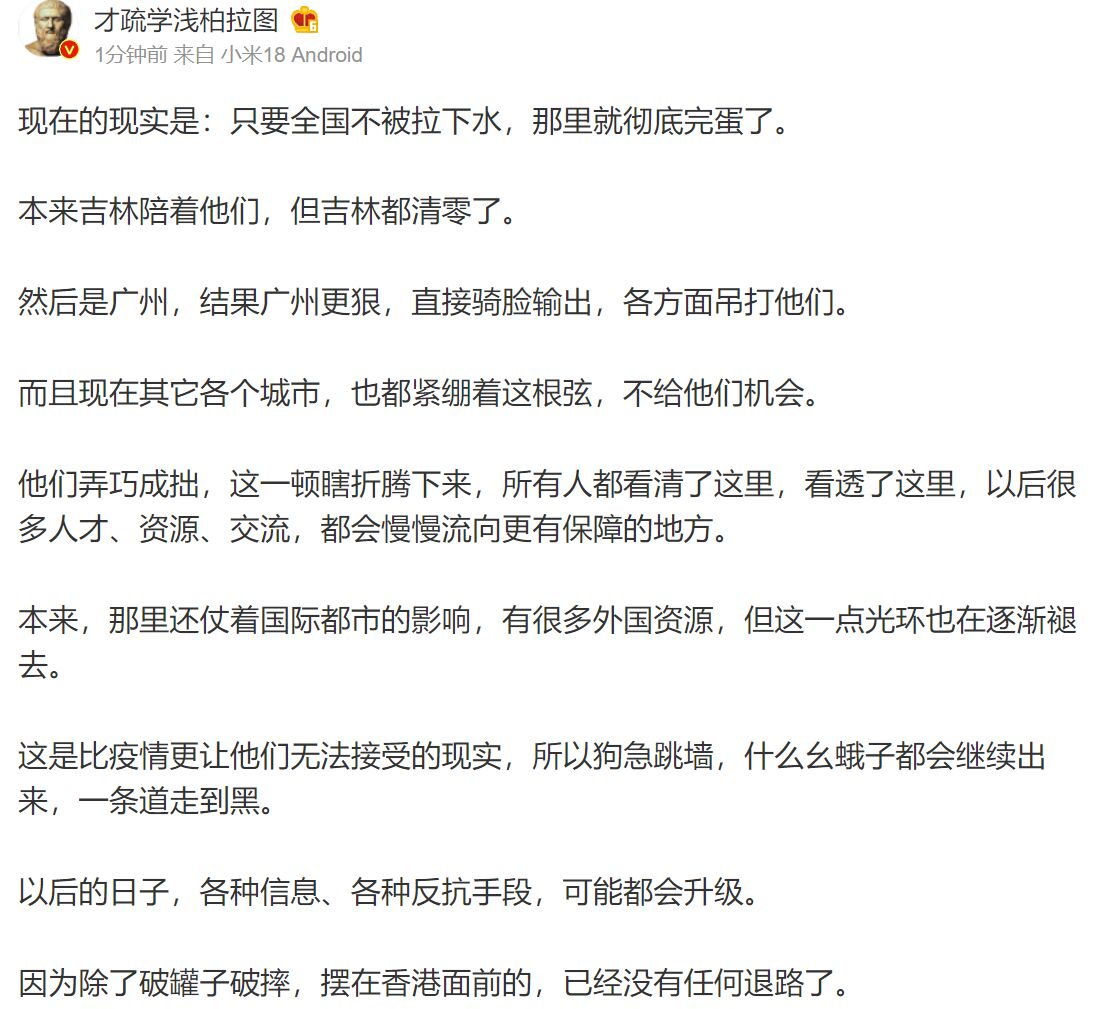 才疏学浅柏拉图
6
1分钟前 来自 小米18 Android
现在的现实是：只要全国不被拉下水，那里就彻底完蛋了。
本来吉林陪着他们，但吉林都清零了。
然后是广州，结果广州更狠，直接骑脸输出，各方面吊打他们。
而且现在其它各个城市，也都紧绷着这根弦，不给他们机会。
他们弄巧成拙，这一顿瞎折腾下来，所有人都看清了这里，看透了这里，以后很
多人才、资源、交流，都会慢慢流向更有保障的地方。
本来，那里还仗着国际都市的影响，有很多外国资源，但这一点光环也在逐渐褪
去。
这是比疫情更让他们无法接受的现实，所以狗急跳墙，什么幺蛾子都会继续出
来，一条道走到黑。
以后的日子，各种信息、各种反抗手段，可能都会升级。
因为除了破罐子破摔，摆在香港面前的，已经没有任何退路了。